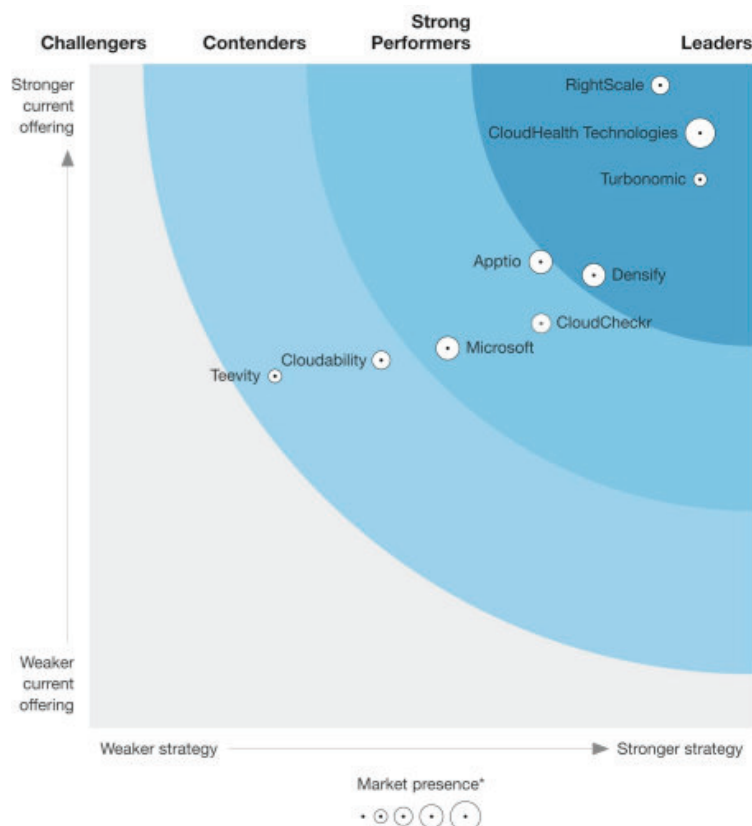 Strong
Challengers Contenders Performers Leaders
Stronger
current
offering
RightScale
CloudHealth Technologies
Turbonomic
Apptio
Densify
CloudCheckr
Microsoft
Cloudability
Teevity
Weaker
current
offering
Weaker strategy Stronger strategy
Market presence*